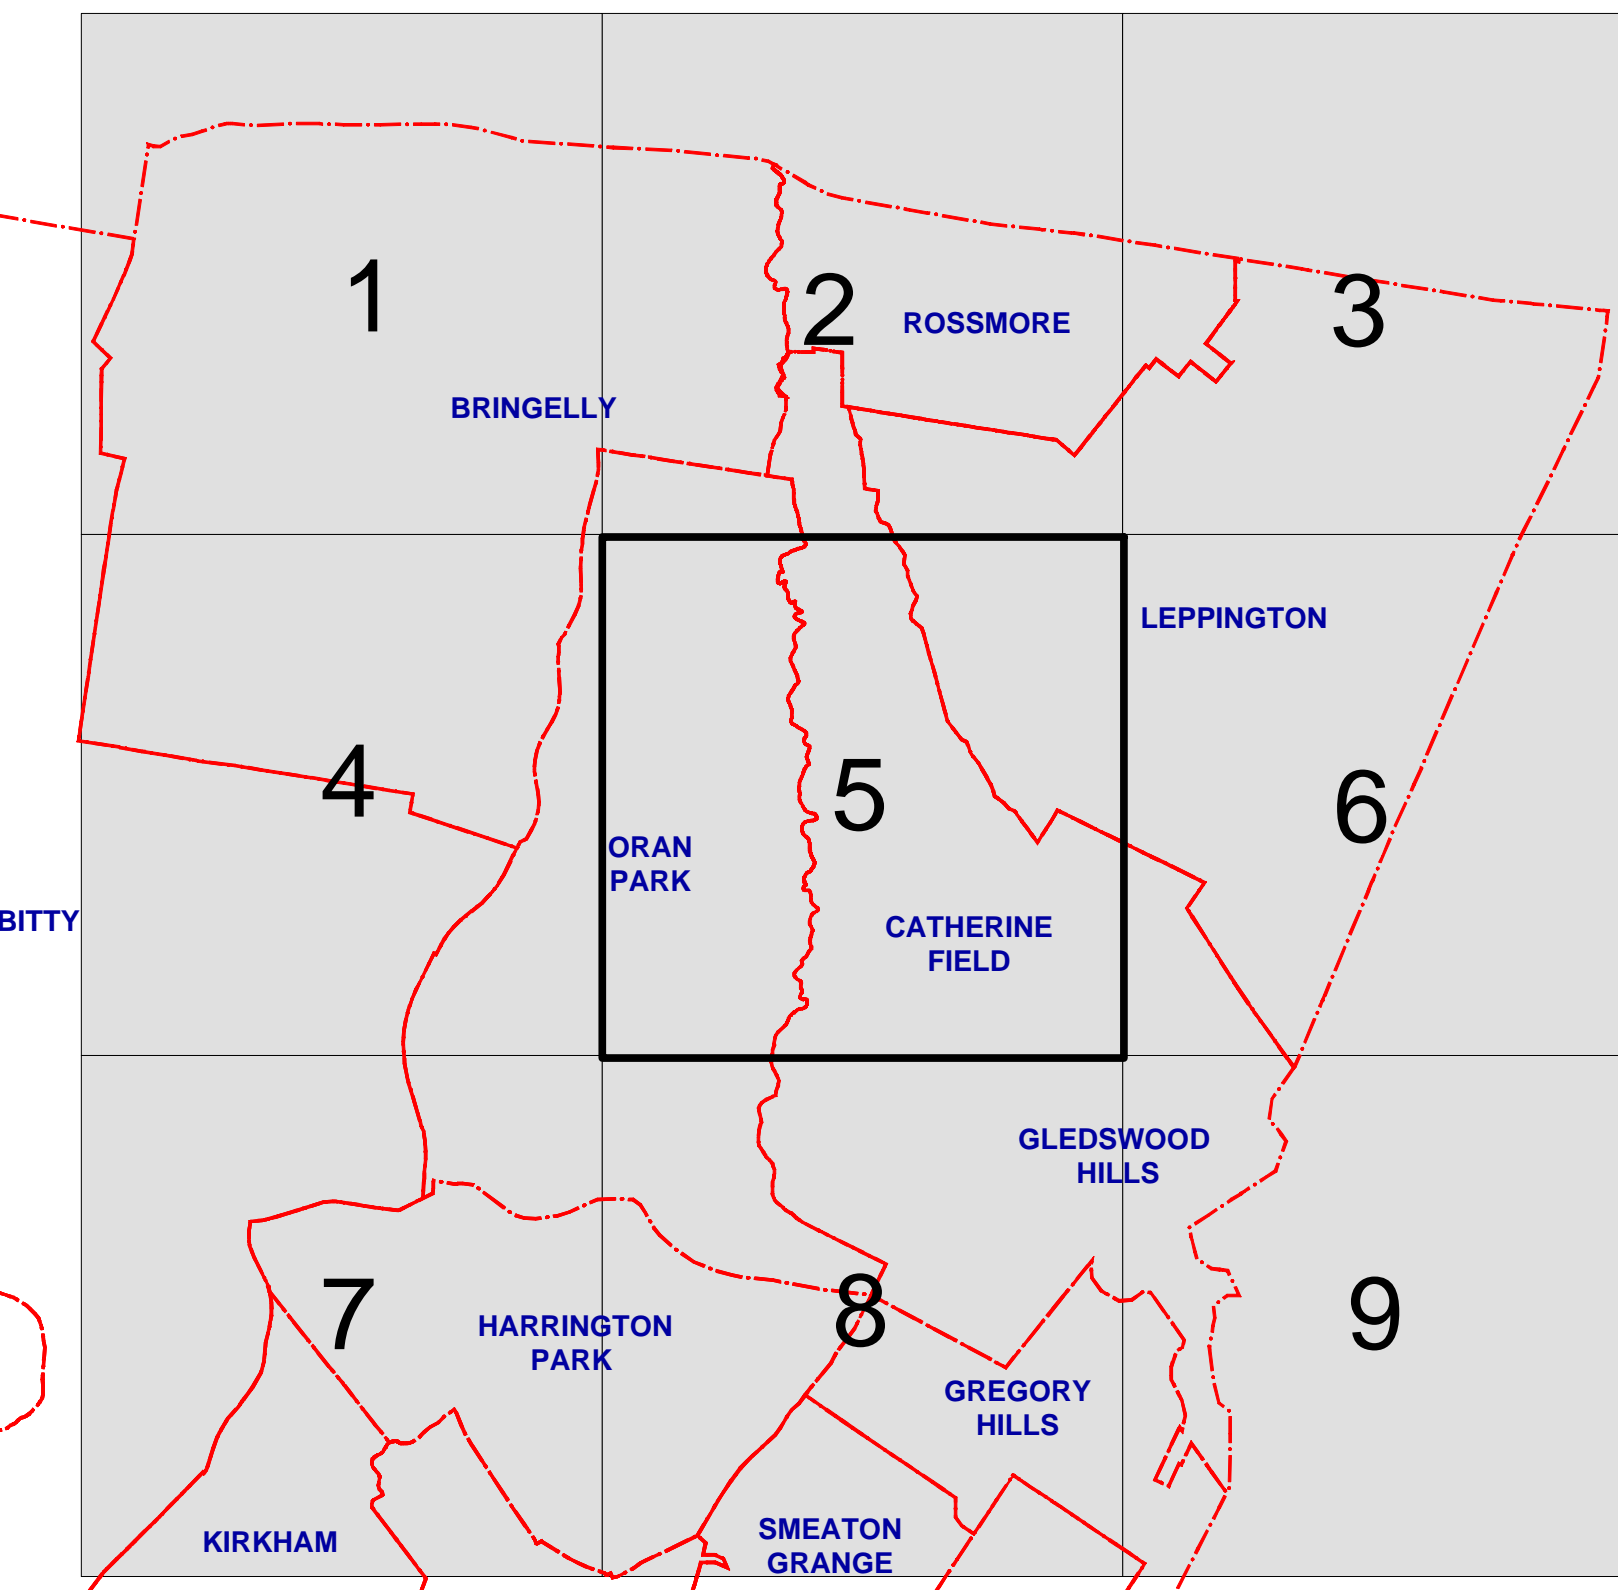 1
2
3
ROSSMORE
BRINGELLY
LEPPINGTON
4
5
6
ORAN
PARK
BITTY
CATHERINE
FIELD
GLEDSWOOD
HILLS
7
8
9
HARRINGTON
PARK
GREGORY
HILLS
KIRKHAM
SMEATON
GRANGE